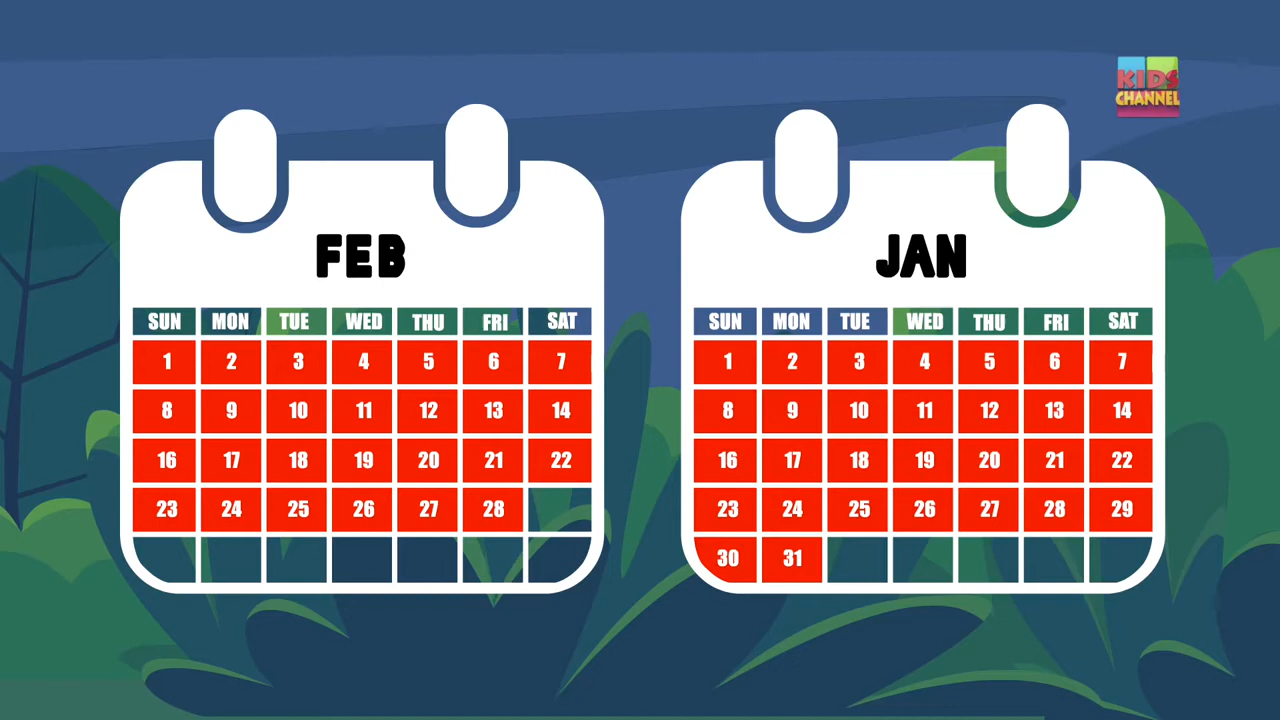 KIDS
CHANNEL
FEB
SUN MON TUE WED THU FRI SAT
1 2 3 4 5 6 7
8 9 10 11 12 13 14
16 17 18 19 20 21 22
23 24 25 26 27 28
JAN
SUN MON TUE WED THU FRI SAT
1 2 3 4 5 6 7
8 9 10 11 12 13 14
16 17 18 19 20 21 22
23 24 25 26 27 28 29
30 31